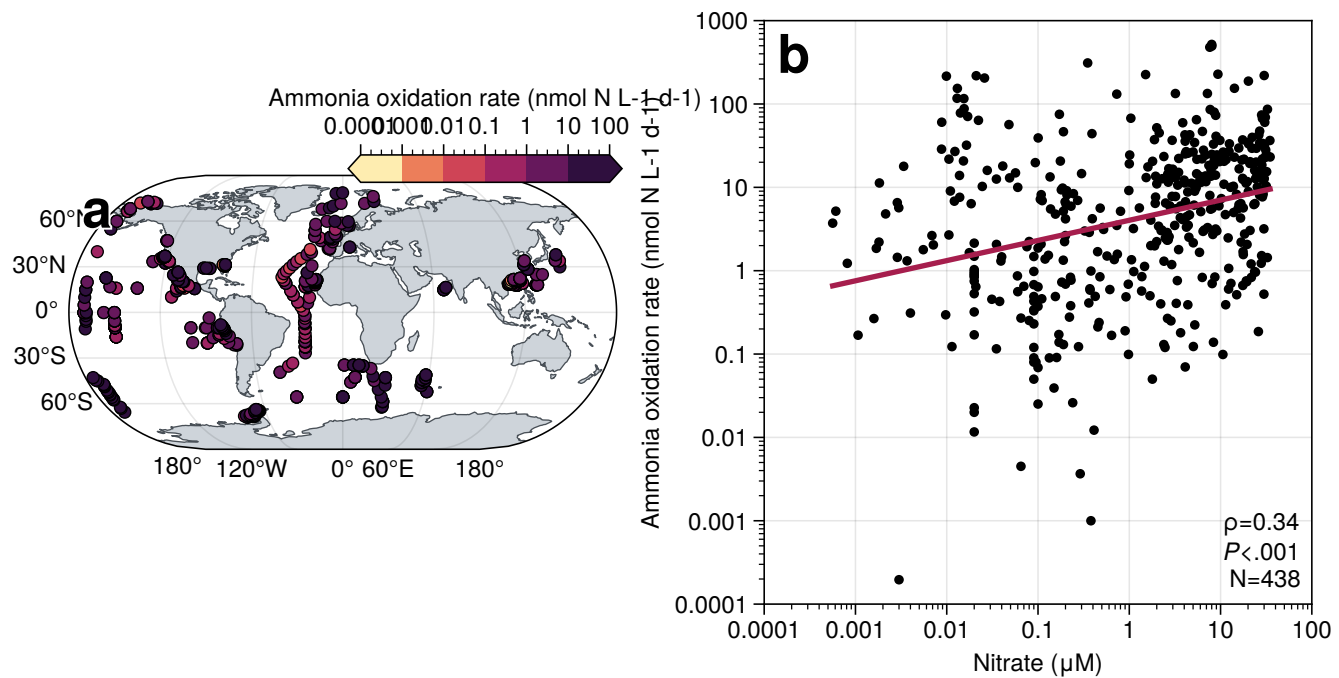 Ammonia oxidation rate (nmol N L-1 d-1)
0.0001 0.001 0.01 0.1 1 10 100
a
60°N
30°N
0°
30°S
60°S
180° 120°W 0° 60°E 180°
b
Ammonia oxidation rate (nmol N L-1 d-1)
1000
100
10
1
0.1
0.01
0.001
0.0001
ρ=0.34
P<.001
N=438
0.0001 0.001 0.01 0.1 1 10 100
Nitrate (µM)